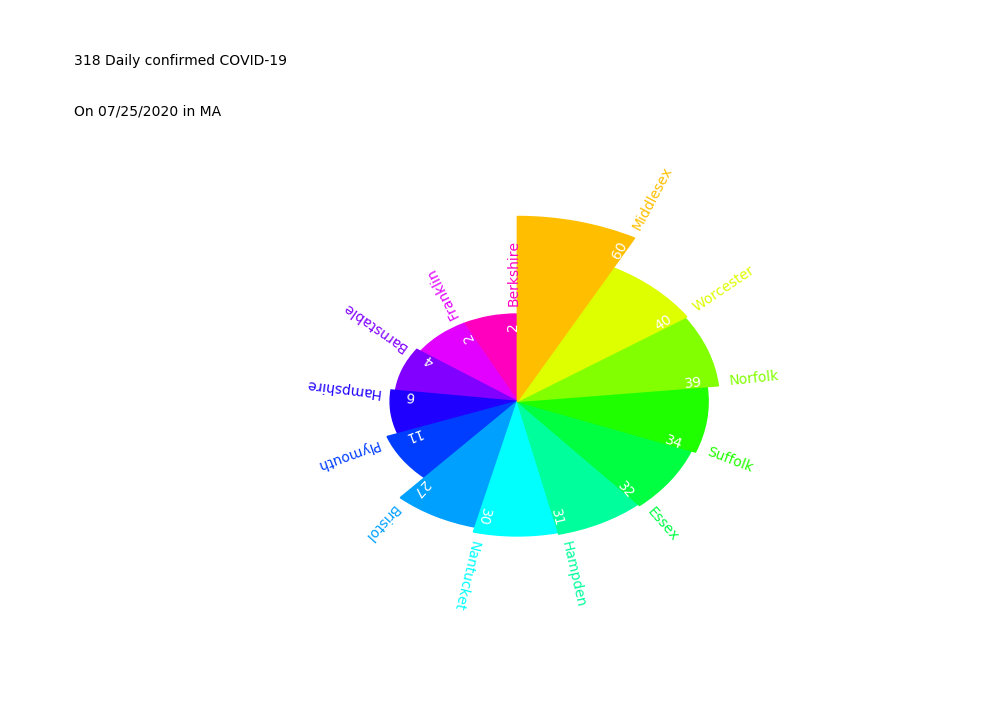 318 Daily confirmed COVID-19
On 07/25/2020 in MA
Middlesex
60
Worcester
40
Norfolk
39
Suffolk
34
Essex
32
Hampden
31
Nantucket
30
Bristol
27
Plymouth
11
Hampshire
6
Barnstable
4
Franklin
2
Berkshire
2